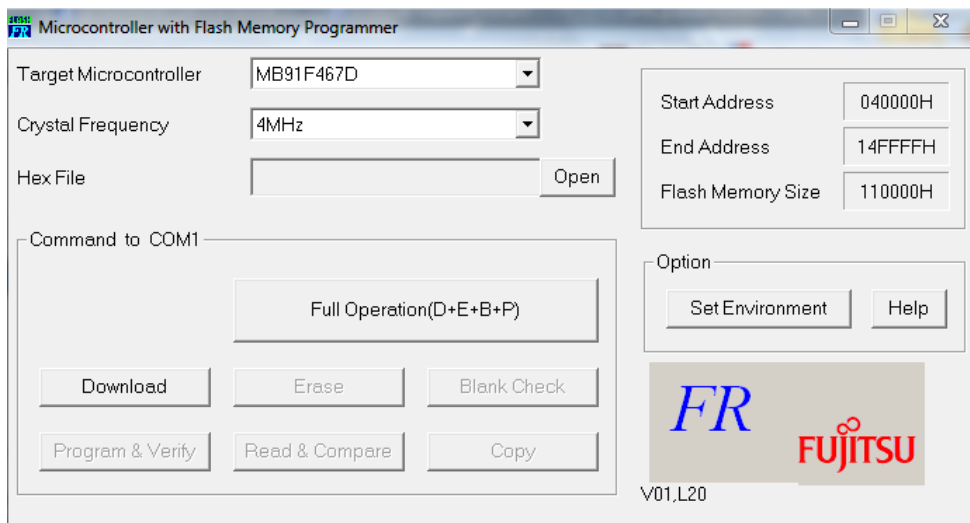 Microcontroller with Flash Memory Programmer
Target Microcontroller
MB91F467D
Crystal Frequency
4MHz
Hex File
Open
Start Address
040000H
End Address
14FFFFH
Flash Memory Size
110000H
Command to COM1
Full Operation(D+E+B+P)
Download
Erase
Blank Check
Program & Verify
Read & Compare
Copy
Option
Set Environment
Help
FR
FUJITSU
V01,L20